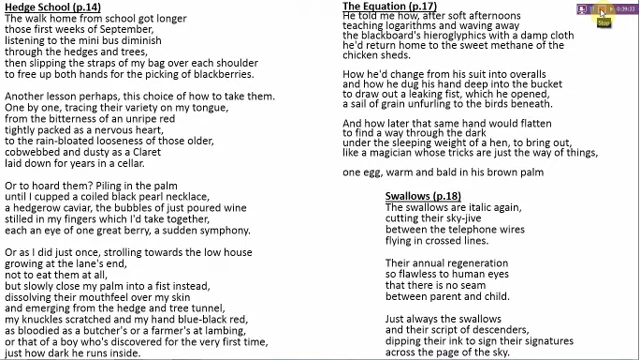 Hedge School (p.14)
The walk home from school got longer
those first weeks of September,
listening to the mini bus diminish
through the hedges and trees,
then slipping the straps of my bag over each shoulder
to free up both hands for the picking of blackberries.

Another lesson perhaps, this choice of how to take them.
One by one, tracing their variety on my tongue,
from the bitterness of an unripe red
tightly packed as a nervous heart,
to the rain-bloated looseness of those older,
cobwebbed and dusty as a Claret
laid down for years in a cellar.

Or to hoard them? Piling in the palm
until I cupped a coiled black pearl necklace,
a hedgerow caviar, the bubbles of just poured wine
stilled in my fingers which I'd take together,
each an eye of one great berry, a sudden symphony.

Or as I did just once, strolling towards the low house
growing at the lane's end,
not to eat them at all,
but slowly close my palm into a fist instead,
dissolving their mouthfeel over my skin
and emerging from the hedge and tree tunnel,
my knuckles scratched and my hand blue-black red,
as bloodied as a butcher's or a farmer's at lambing,
or that of a boy who's discovered for the very first time,
just how dark he runs inside.

The Equation (p.17)
He told me how, after soft afternoons
teaching logarithms and waving away
the blackboard's hieroglyphics with a damp cloth
he'd return home to the sweet methane of the
chicken sheds.

How he'd change from his suit into overalls
and how he dug his hand deep into the bucket
to draw out a leaking fist, which he opened,
a sail of grain unfurling to the birds beneath.

And how later that same hand would flatten
to find a way through the dark
under the sleeping weight of a hen, to bring out,
like a magician whose tricks are just the way of things,

one egg, warm and bald in his brown palm

Swallows (p.18)
The swallows are italic again,
cutting their sky-jive
between the telephone wires
flying in crossed lines.

Their annual regeneration
so flawless to human eyes
that there is no seam
between parent and child.

Just always the swallows
and their script of descenders,
dipping their ink to sign their signatures
across the page of the sky.